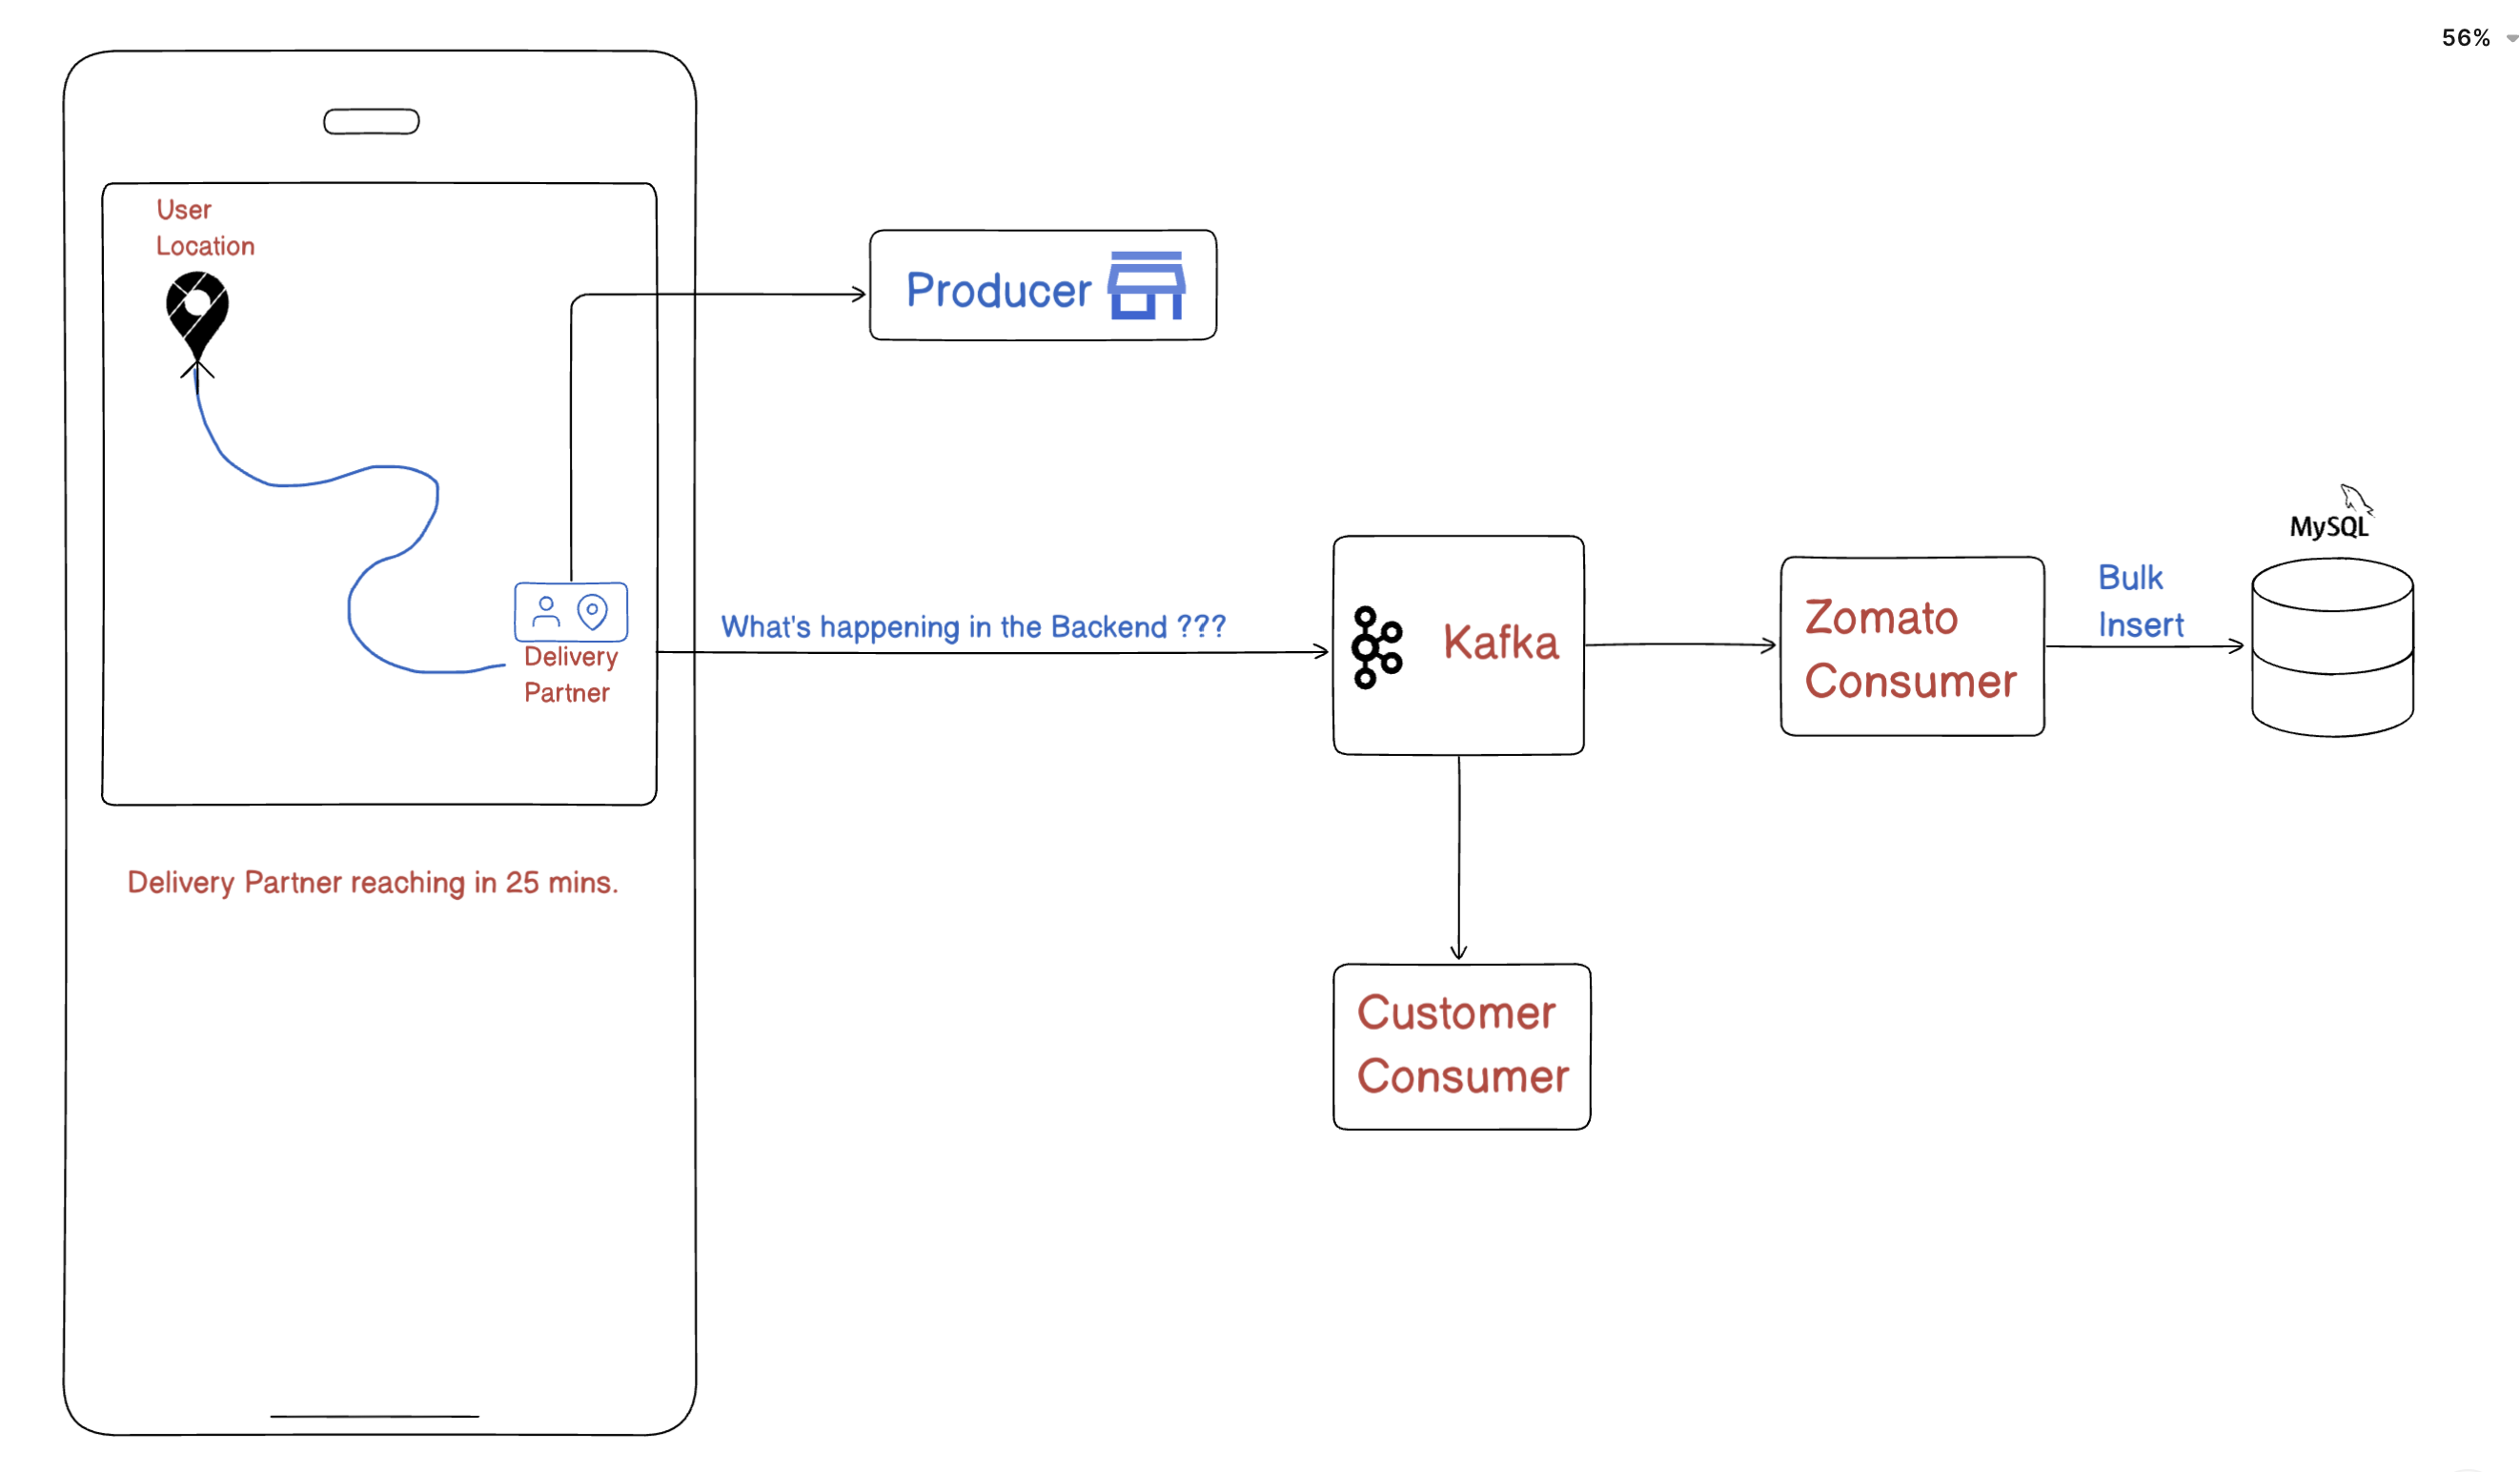 56%
User
Location
Producer
What's happening in the Backend ???
Delivery
Partner
Kafka
Zomato
Consumer
Bulk
Insert
MySQL
Delivery Partner reaching in 25 mins.
Customer
Consumer